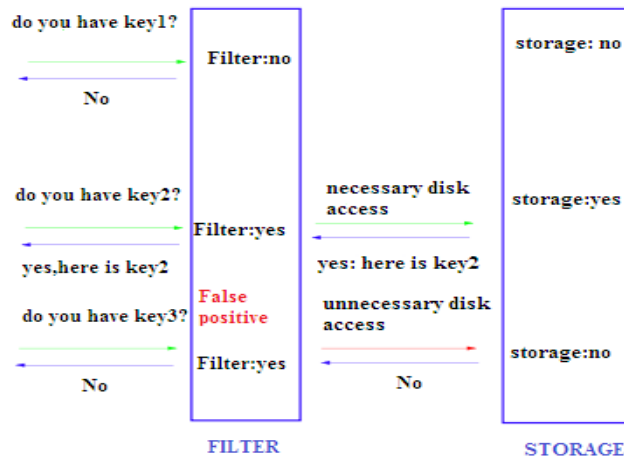 do you have key1?
Filter:no
storage: no
No
do you have key2?
necessary disk
access
storage:yes
Filter:yes
yes,here is key2
yes: here is key2
False
positive
do you have key3?
unnecessary disk
access
Filter:yes
storage:no
No
No
FILTER
STORAGE